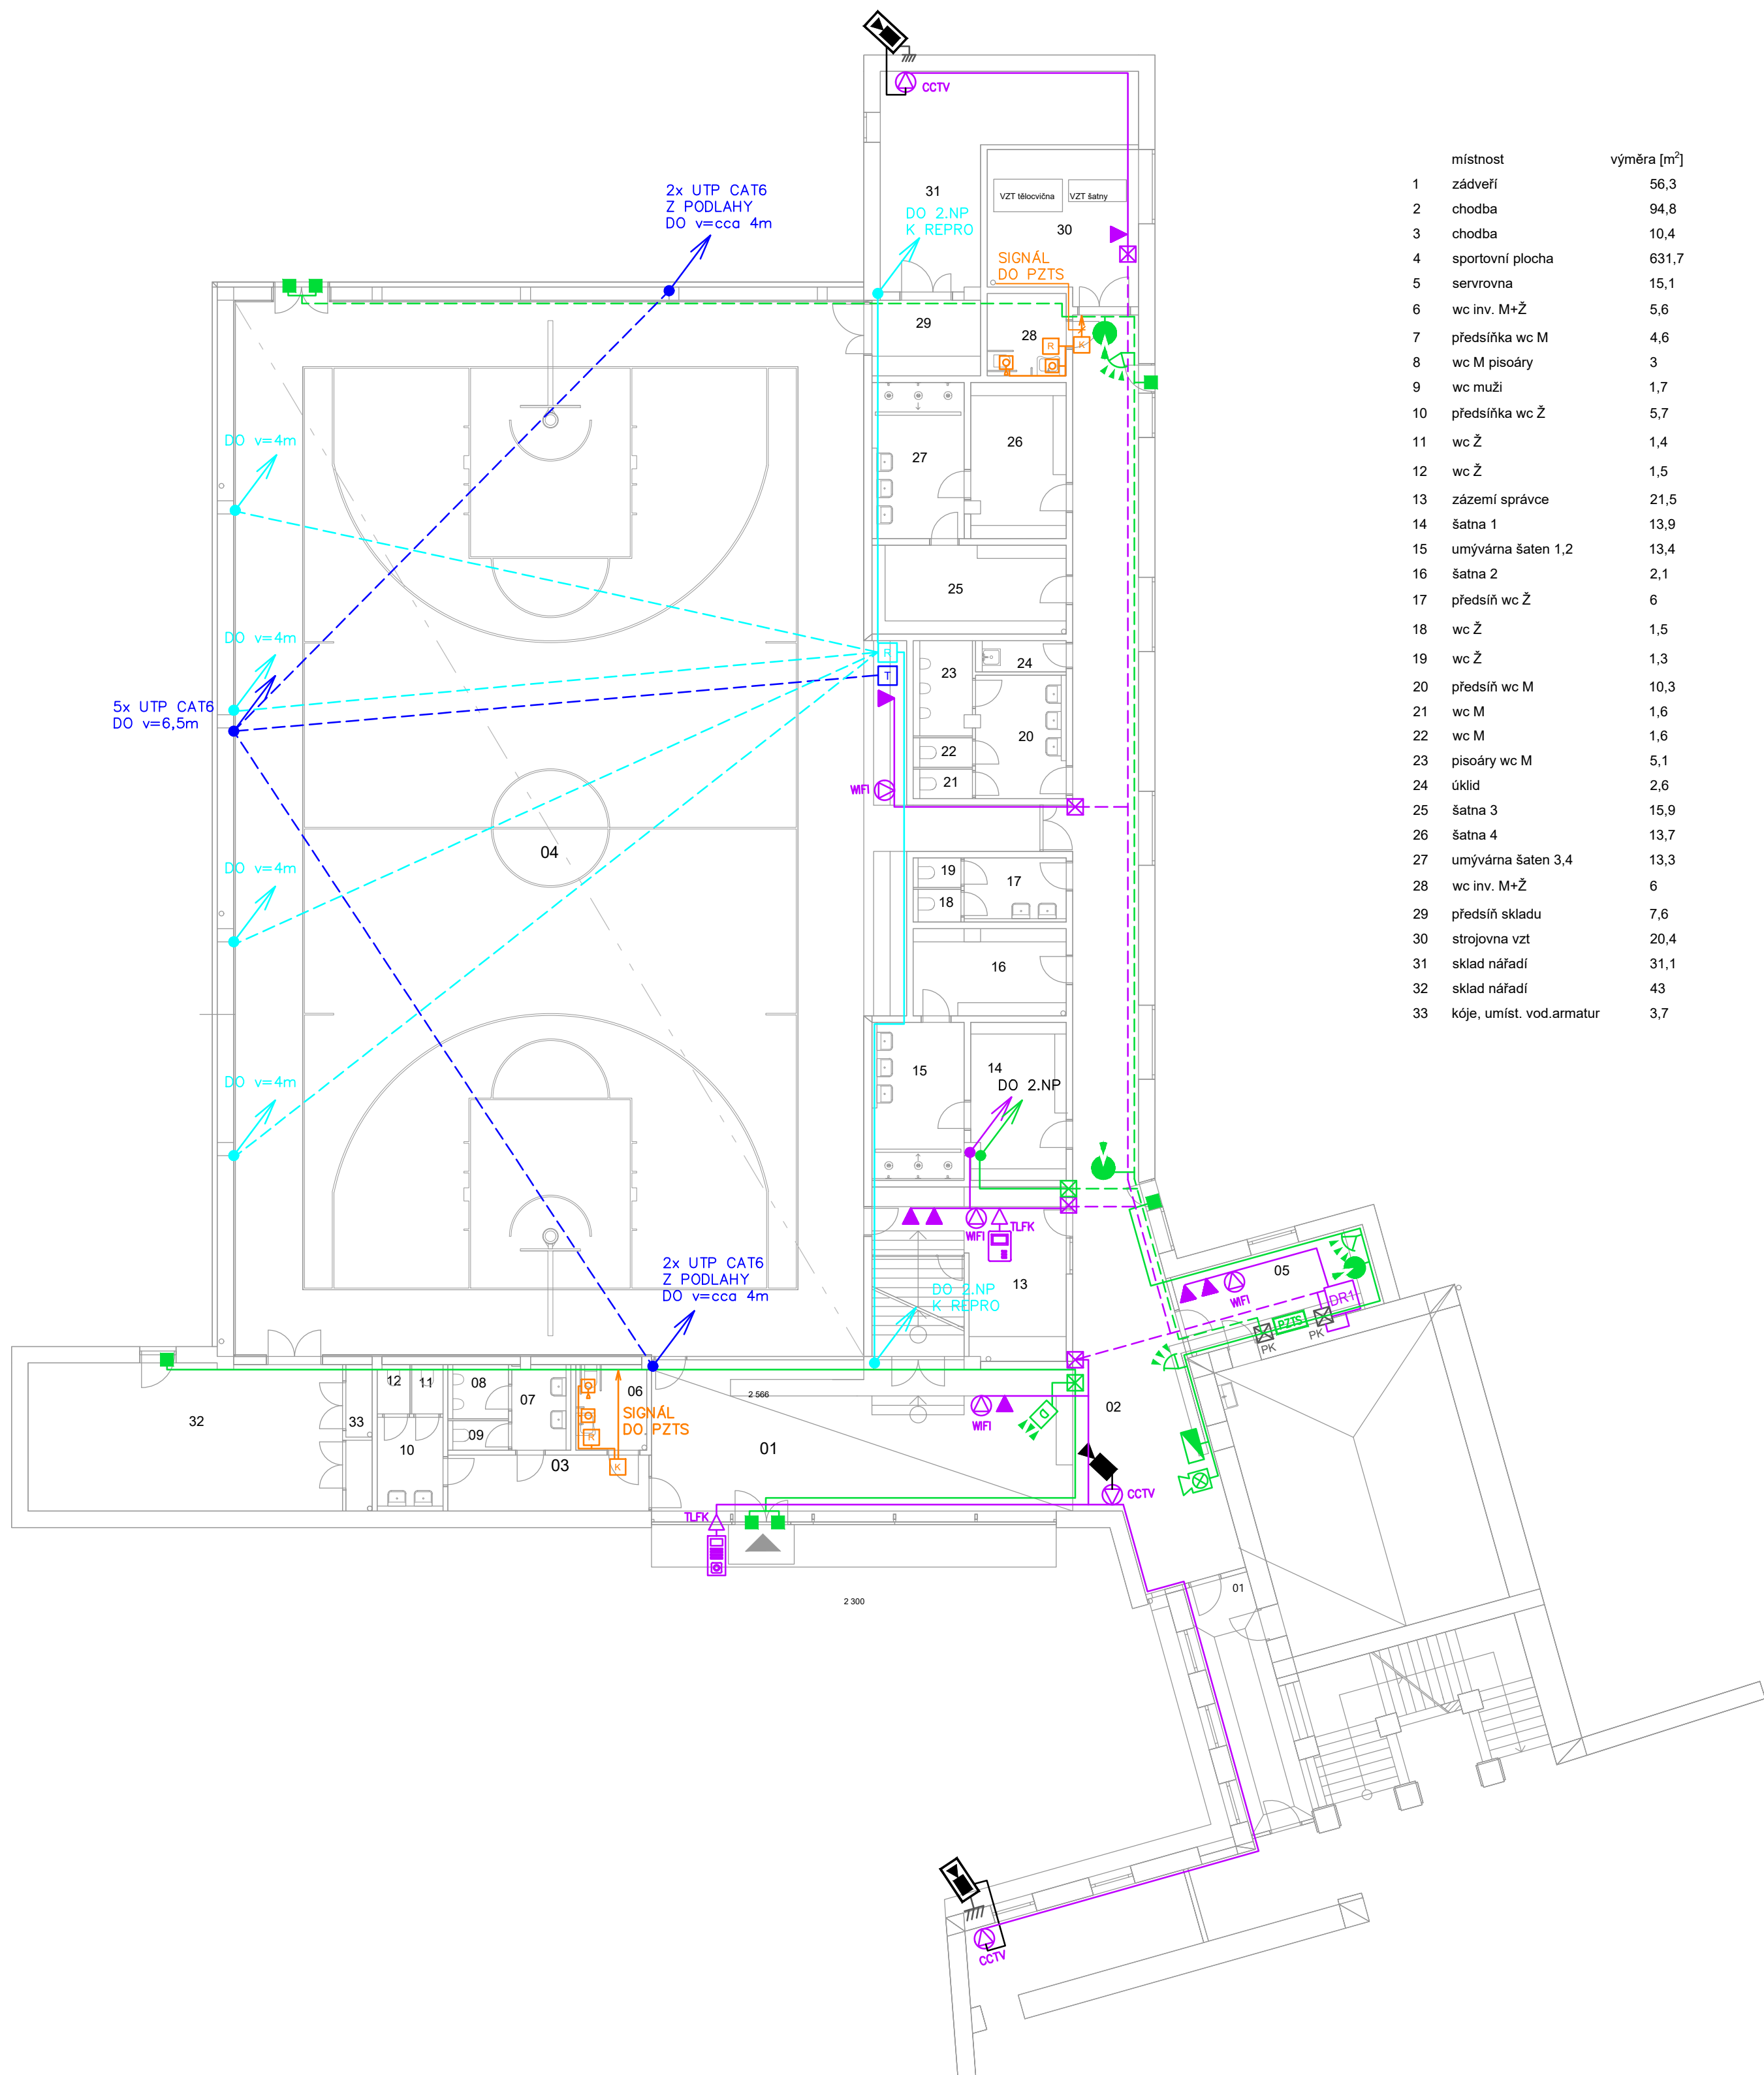 CCTV
místnost výměra [m²]
1 zádveří 56,3
2 chodba 94,8
3 chodba 10,4
4 sportovní plocha 631,7
5 servrovna 15,1
6 wc inv. M+Ž 5,6
7 předsíňka wc M 4,6
8 wc M pisoáry 3
9 wc muži 1,7
10 předsíňka wc Ž 5,7
11 wc Ž 1,4
12 wc Ž 1,5
13 zázemí správce 21,5
14 šatna 1 13,9
15 umývárna šaten 1,2 13,4
16 šatna 2 2,1
17 předsíň wc Ž 6
18 wc Ž 1,5
19 wc Ž 1,3
20 předsíň wc M 10,3
21 wc M 1,6
22 wc M 1,6
23 pisoáry wc M 5,1
24 úklid 2,6
25 šatna 3 15,9
26 šatna 4 13,7
27 umývárna šaten 3,4 13,3
28 wc inv. M+Ž 6
29 předsíň skladu 7,6
30 strojovna vzt 20,4
31 sklad nářadí 31,1
32 sklad nářadí 43
33 kóje, umíst. vod.armatur 3,7
2x UTP CAT6
Z PODLAHY
DO v=cca 4m
31
DO 2.NP
K REPRO
VZT tělocvična
VZT šatny
30
SIGNÁL
DO PZTS
29
28
R
K
DO v=4m
27
26
25
DO v=4m
R
T
23
24
5x UTP CAT6
DO v=6,5m
22
20
21
WIFI
04
DO v=4m
19
17
18
16
DO v=4m
15
14
DO 2.NP
WIFI
TLFK
13
2x UTP CAT6
Z PODLAHY
DO v=cca 4m
DO 2.NP
K REPRO
05
WIFI
DR1
PZTS
PK
PK
12
11
08
07
06
32
33
10
09
03
SIGNÁL
DO PZTS
R
K
2 566
01
WIFI
D
02
CCTV
TLFK
2 300
01
CCTV